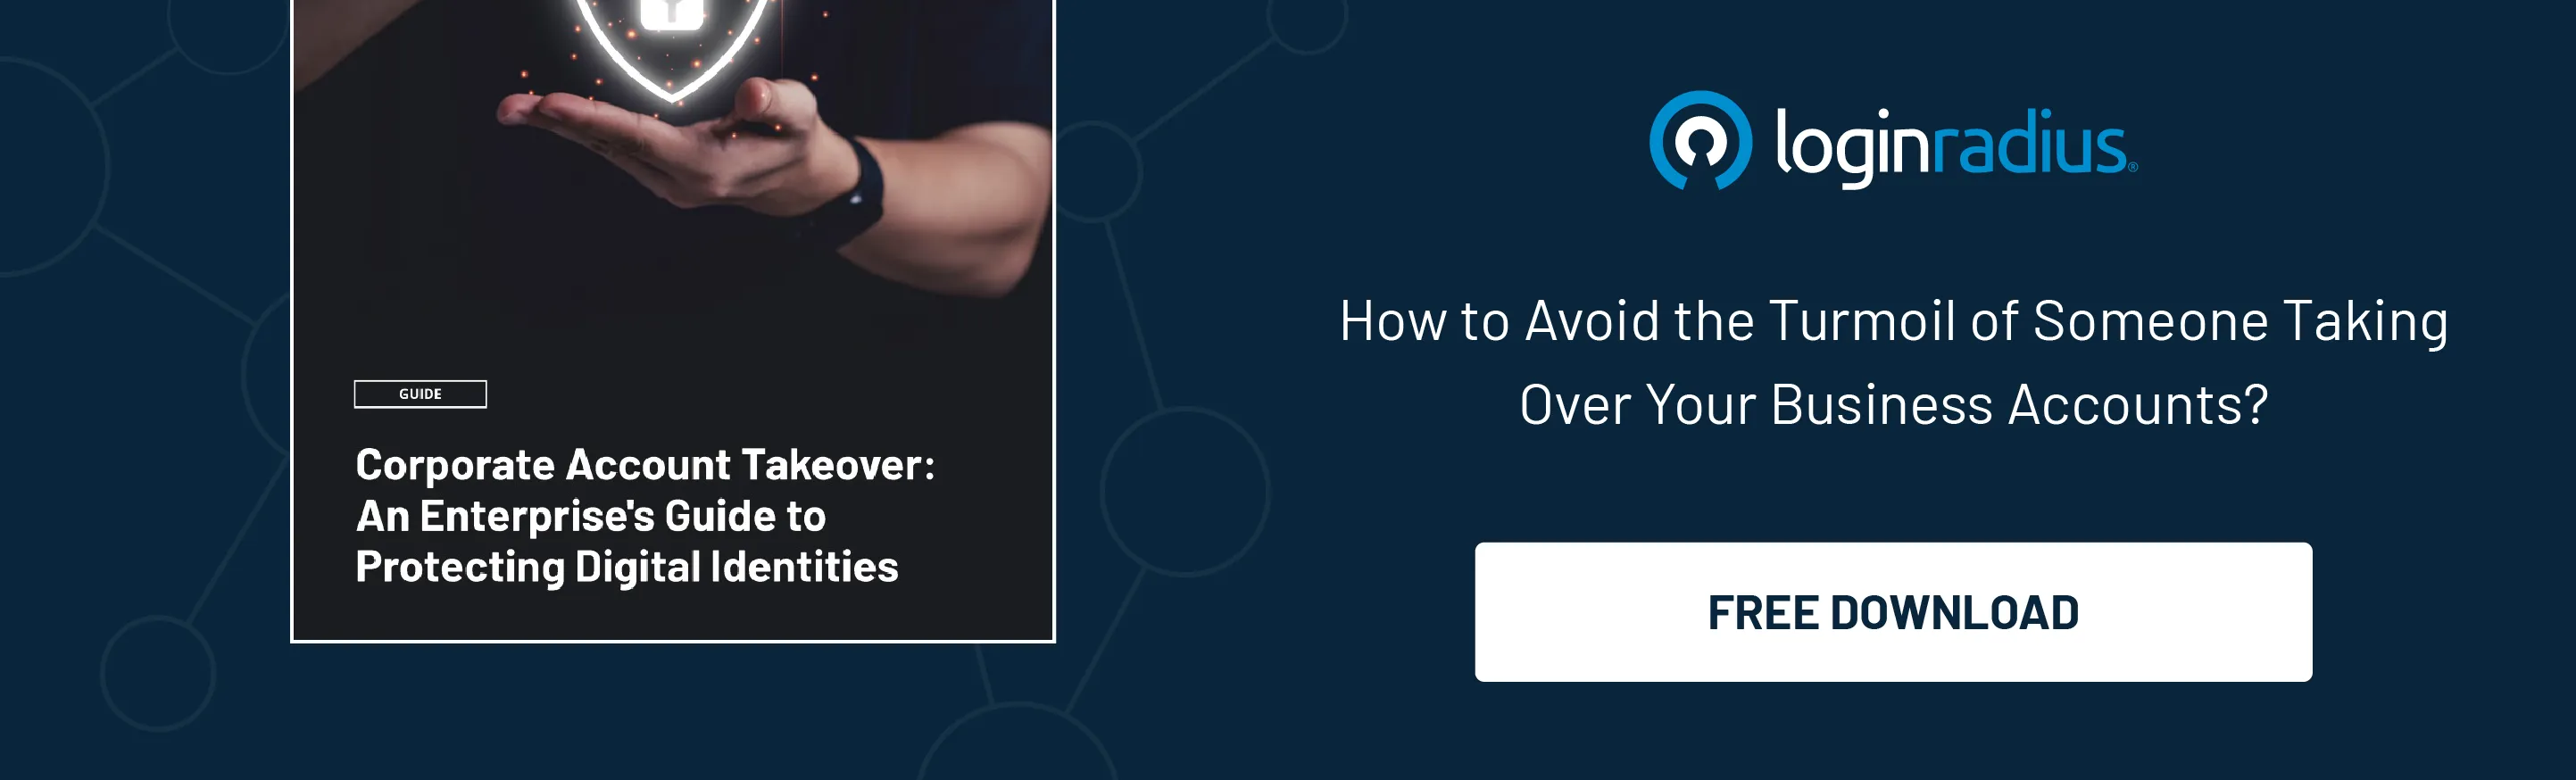 GUIDE
Corporate Account Takeover:
An Enterprise's Guide to
Protecting Digital Identities
loginradius®
How to Avoid the Turmoil of Someone Taking
Over Your Business Accounts?
FREE DOWNLOAD